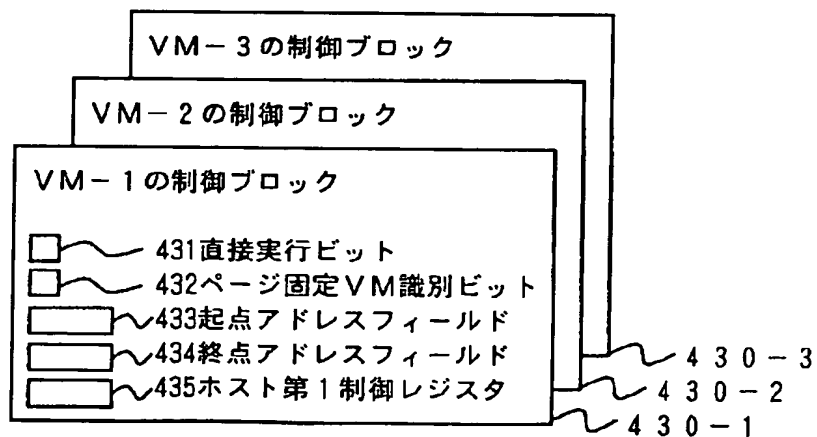 VM－3の制御ブロック
VM－2の制御ブロック
VM－1の制御ブロック
431直接実行ビット
432ページ固定VM識別ビット
433起点アドレスフィールド
434終点アドレスフィールド
435ホスト第1制御レジスタ
430－3
430－2
430－1